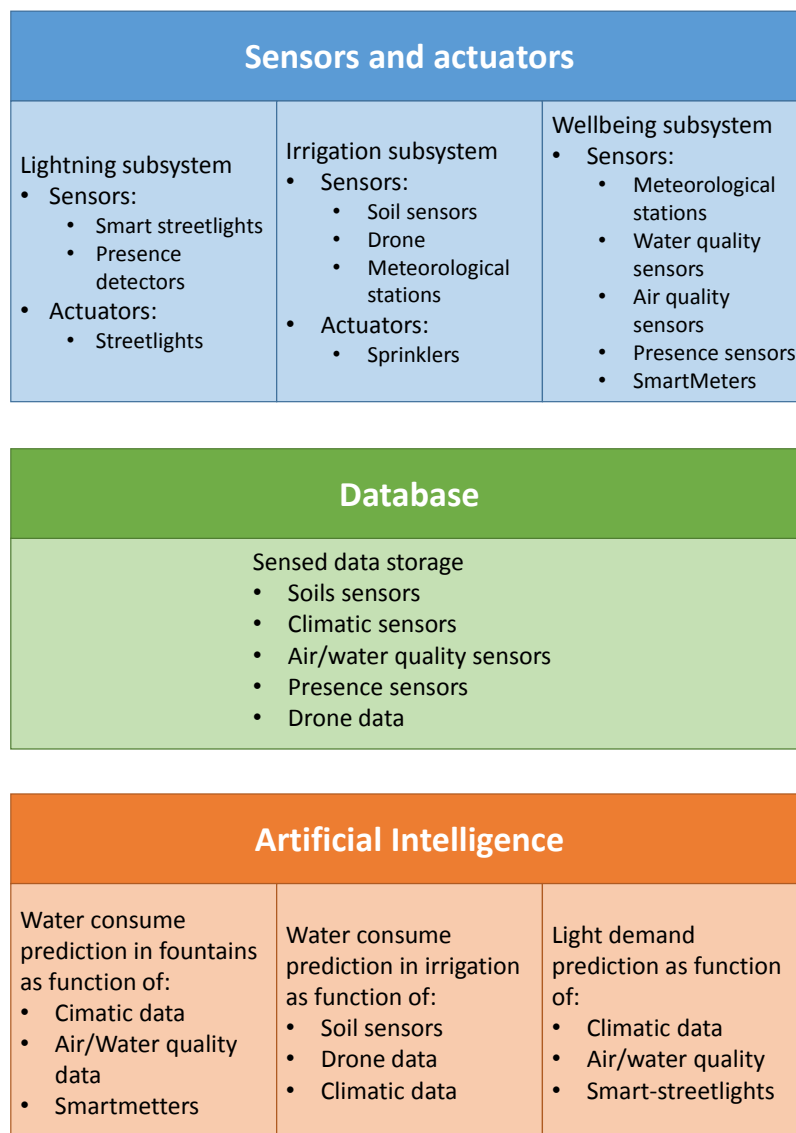 Sensors and actuators
Lightning subsystem
• Sensors:
• Smart streetlights
• Presence
detectors
• Actuators:
• Streetlights
Irrigation subsystem
• Sensors:
• Soil sensors
• Drone
• Meteorological
stations
• Actuators:
• Sprinklers
Wellbeing subsystem
• Sensors:
• Meteorological
stations
• Water quality
sensors
• Air quality
sensors
• Presence sensors
• SmartMeters
Database
Sensed data storage
• Soils sensors
• Climatic sensors
• Air/water quality sensors
• Presence sensors
• Drone data
Artificial Intelligence
Water consume
prediction in fountains
as function of:
• Cimatic data
• Air/Water quality
data
• Smartmetters
Water consume
prediction in irrigation
as function of:
• Soil sensors
• Drone data
• Climatic data
Light demand
prediction as function
of:
• Climatic data
• Air/water quality
• Smart-streetlights